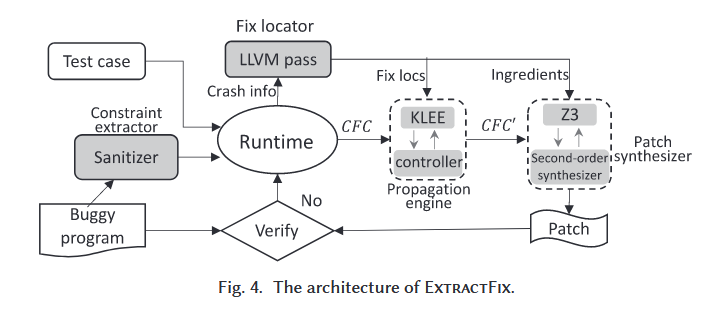 Fix locator
Test case
LLVM pass
Fix locs
Ingredients
Crash info
Constraint
extractor
Sanitizer
Runtime
CFC
KLEE
controller
Propagation
engine
CFC′
Z3
Second-order
synthesizer
Patch
synthesizer
No
Buggy
program
Verify
Patch
Fig. 4. The architecture of EXTRACTFIX.